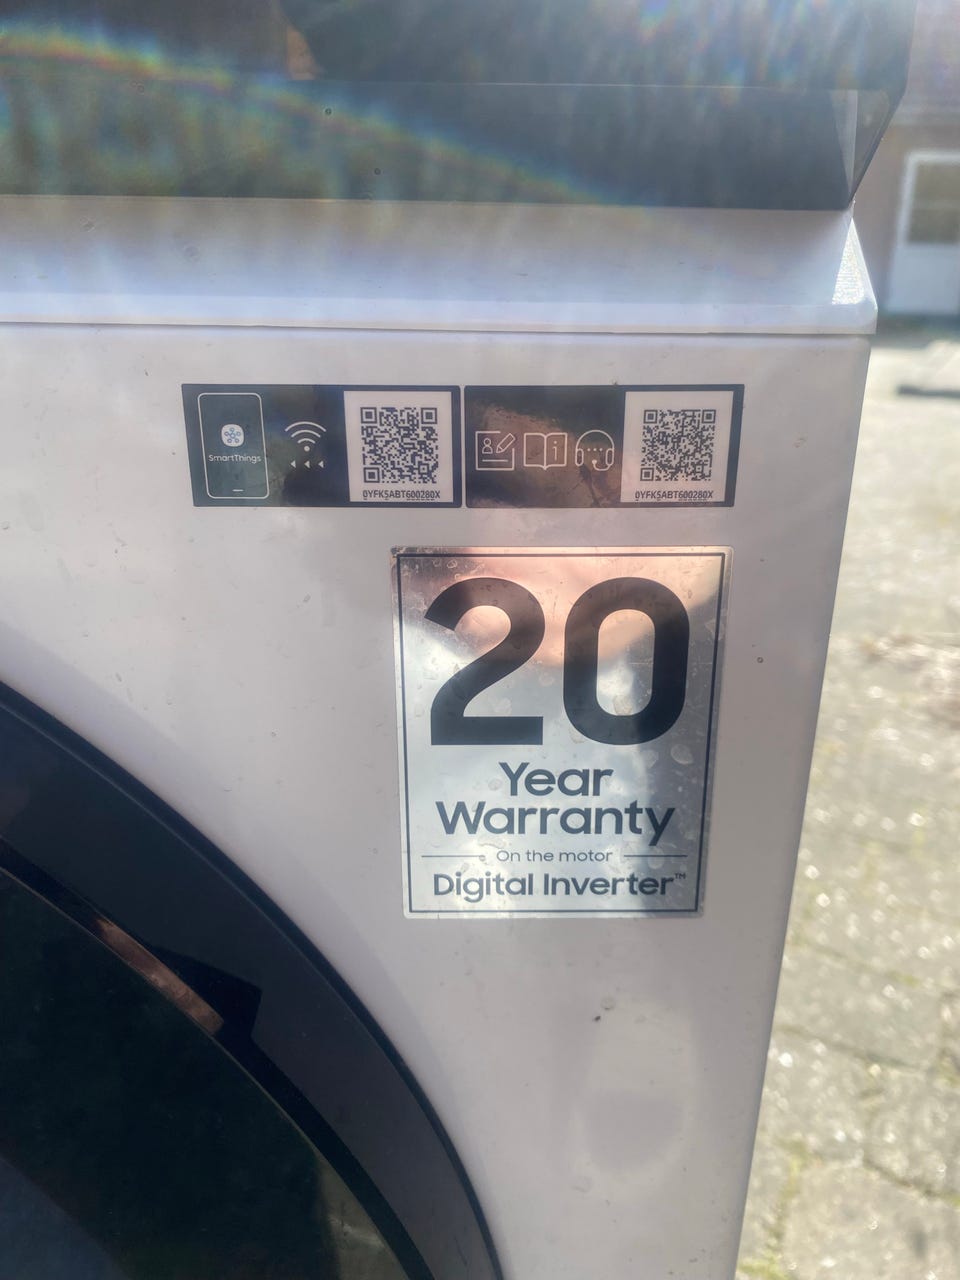 SmartThings
0YFK5ABT600280X
0YFK5ABT600280X
20
Year
Warranty
On the motor
Digital Inverter™